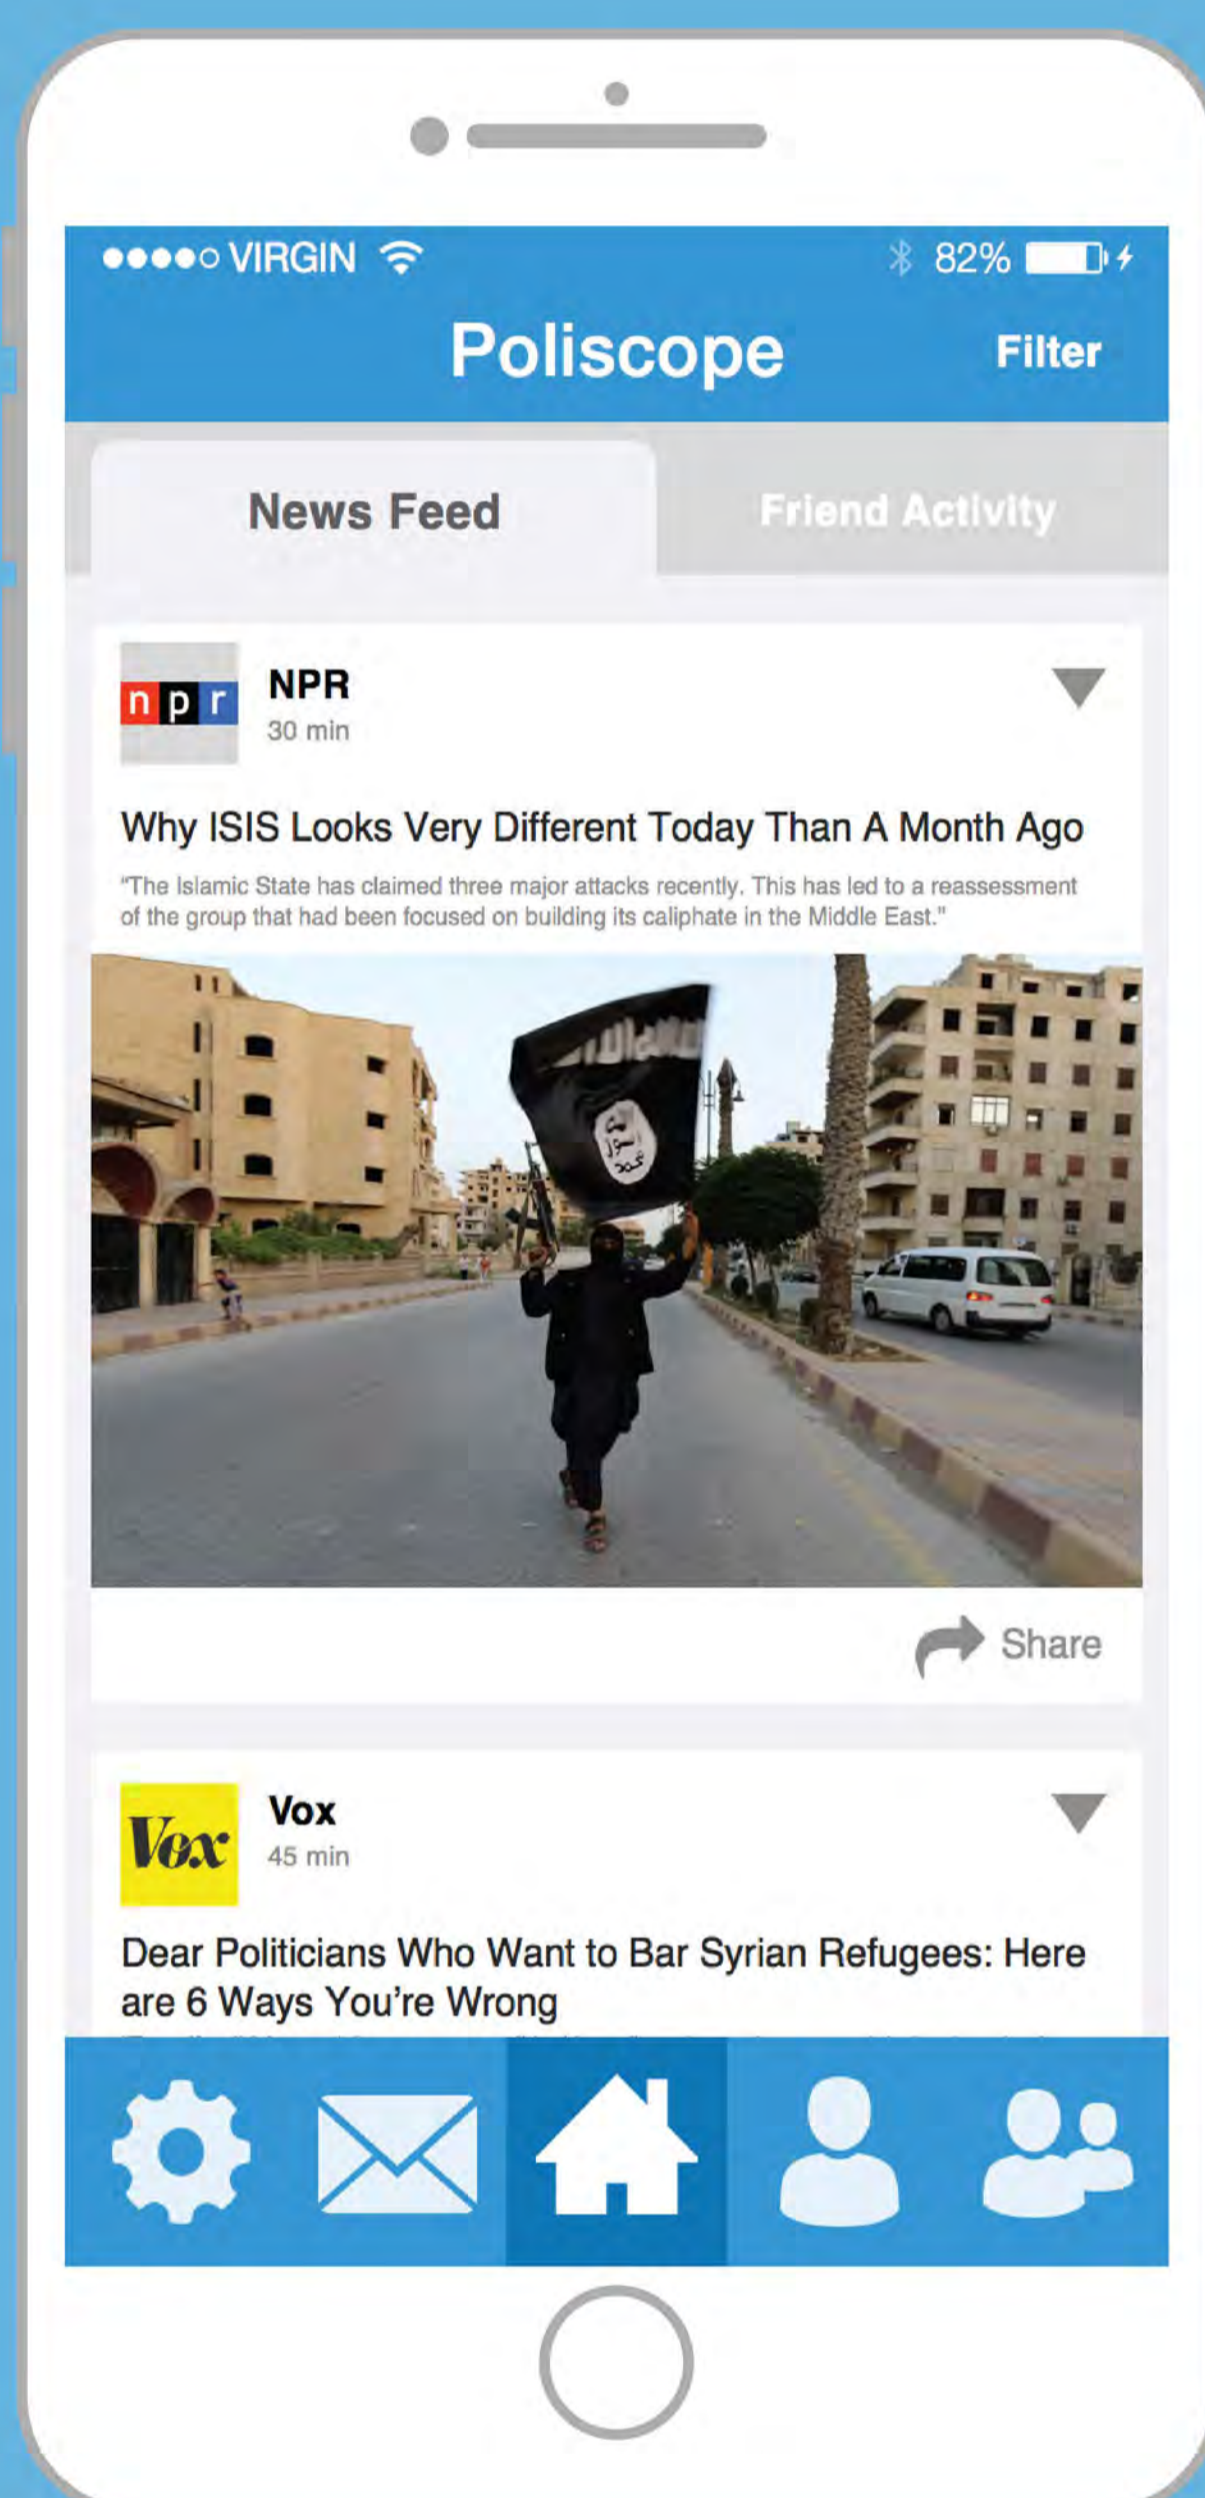 VIRGIN
82%
Poliscope
Filter
News Feed
Friend Activity
npr
NPR
30 min
Why ISIS Looks Very Different Today Than A Month Ago
"The Islamic State has claimed three major attacks recently. This has led to a reassessment
of the group that had been focused on building its caliphate in the Middle East."
الله
رسول
محمد
Share
Vox
Vox
45 min
Dear Politicians Who Want to Bar Syrian Refugees: Here
are 6 Ways You're Wrong